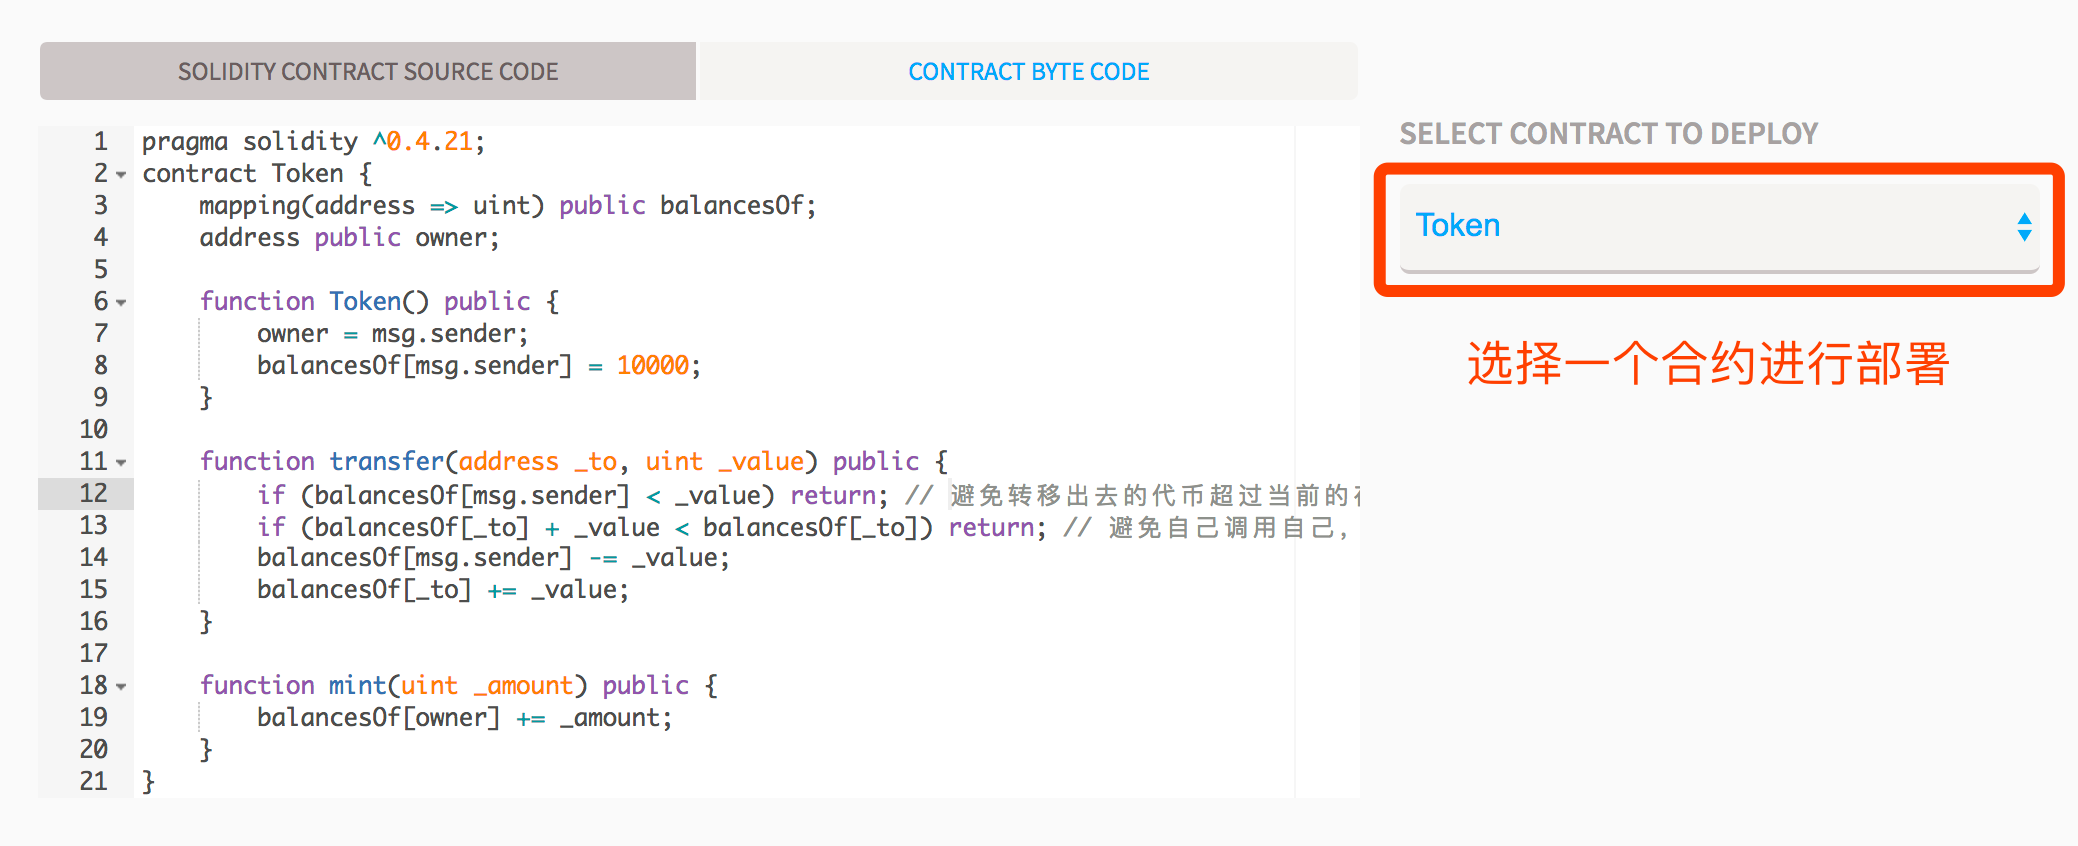 SOLIDITY CONTRACT SOURCE CODE
CONTRACT BYTE CODE
1 pragma solidity ^0.4.21;
2 contract Token {
3     mapping(address => uint) public balancesOf;
4     address public owner;
5
6     function Token() public {
7         owner = msg.sender;
8         balancesOf[msg.sender] = 10000;
9     }
10
11     function transfer(address _to, uint _value) public {
12         if (balancesOf[msg.sender] < _value) return; // 避免转移出去的代币超过当前的
13         if (balancesOf[_to] + _value < balancesOf[_to]) return; // 避免自己调用自己,
14         balancesOf[msg.sender] -= _value;
15         balancesOf[_to] += _value;
16     }
17
18     function mint(uint _amount) public {
19         balancesOf[owner] += _amount;
20     }
21 }
SELECT CONTRACT TO DEPLOY
Token
选择一个合约进行部署